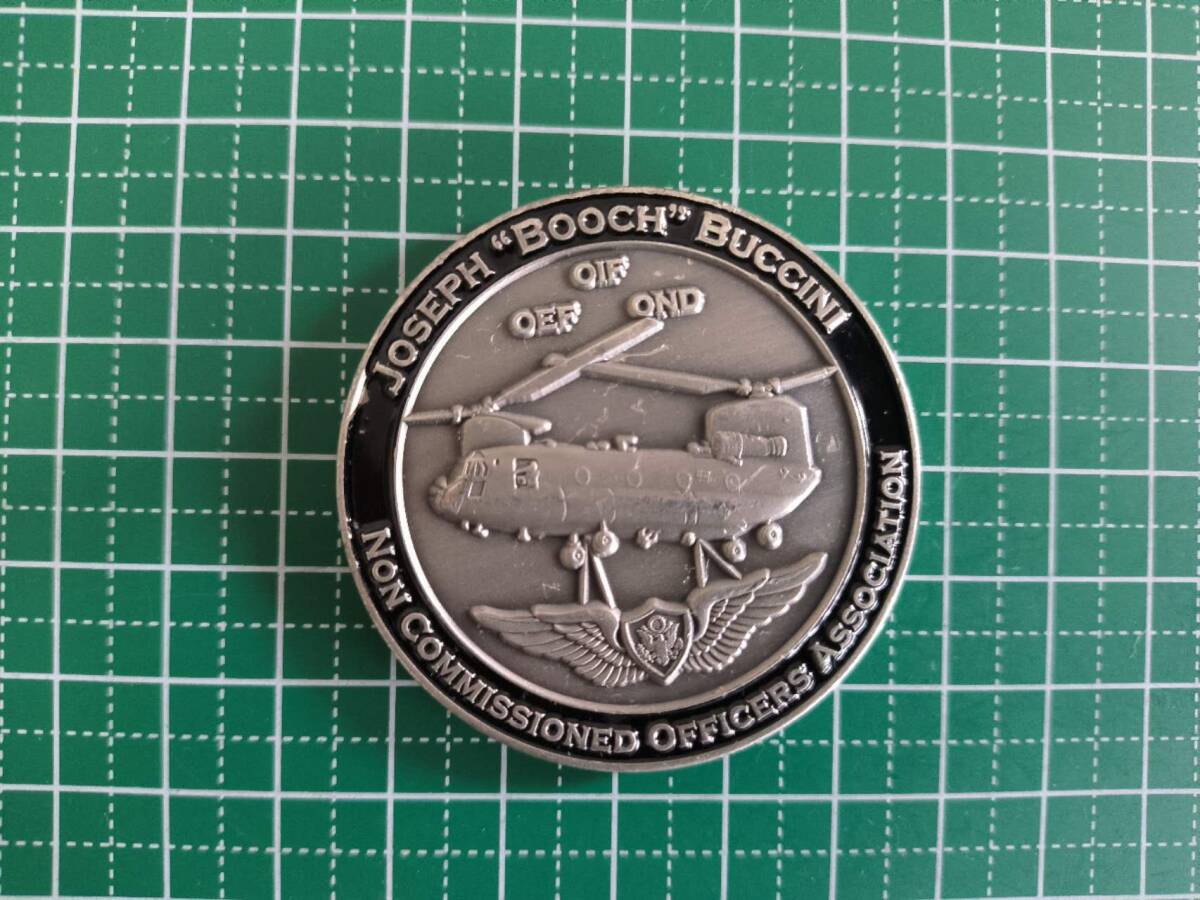 JOSEPH “BOOCH” BUCCINI
OIF
OEF OND
NON COMMISSIONED OFFICERS ASSOCIATION